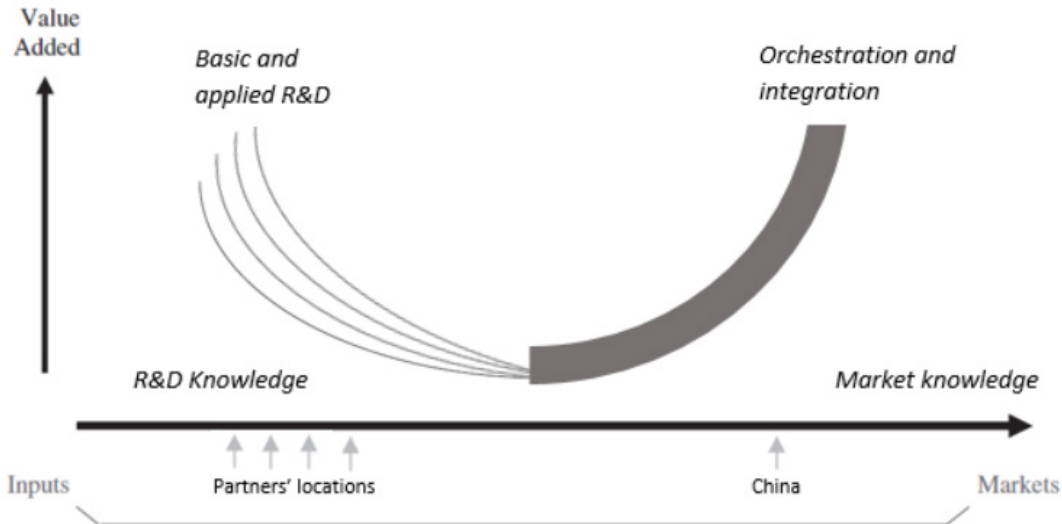 Value
Added
Basic and
applied R&D
Orchestration and
integration
R&D Knowledge
Market knowledge
Inputs
Partners' locations
China
Markets